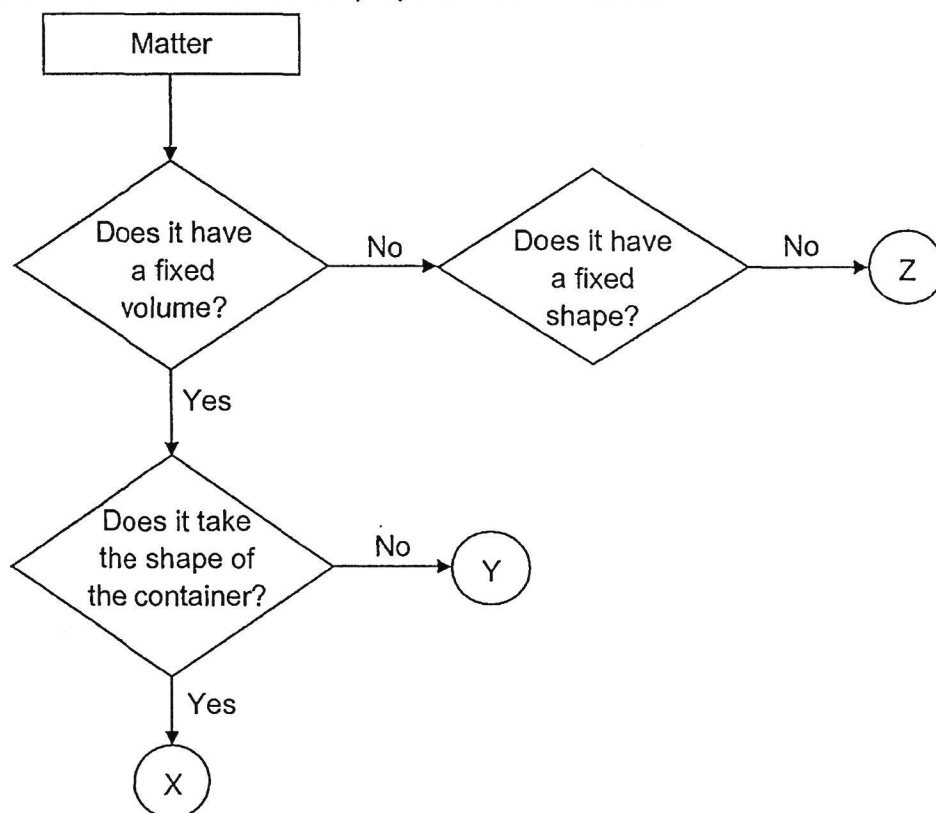 Matter
Does it have
a fixed
volume?
No
Does it have
a fixed
shape?
No
Z
Yes
Does it take
the shape of
the container?
No
Y
Yes
X